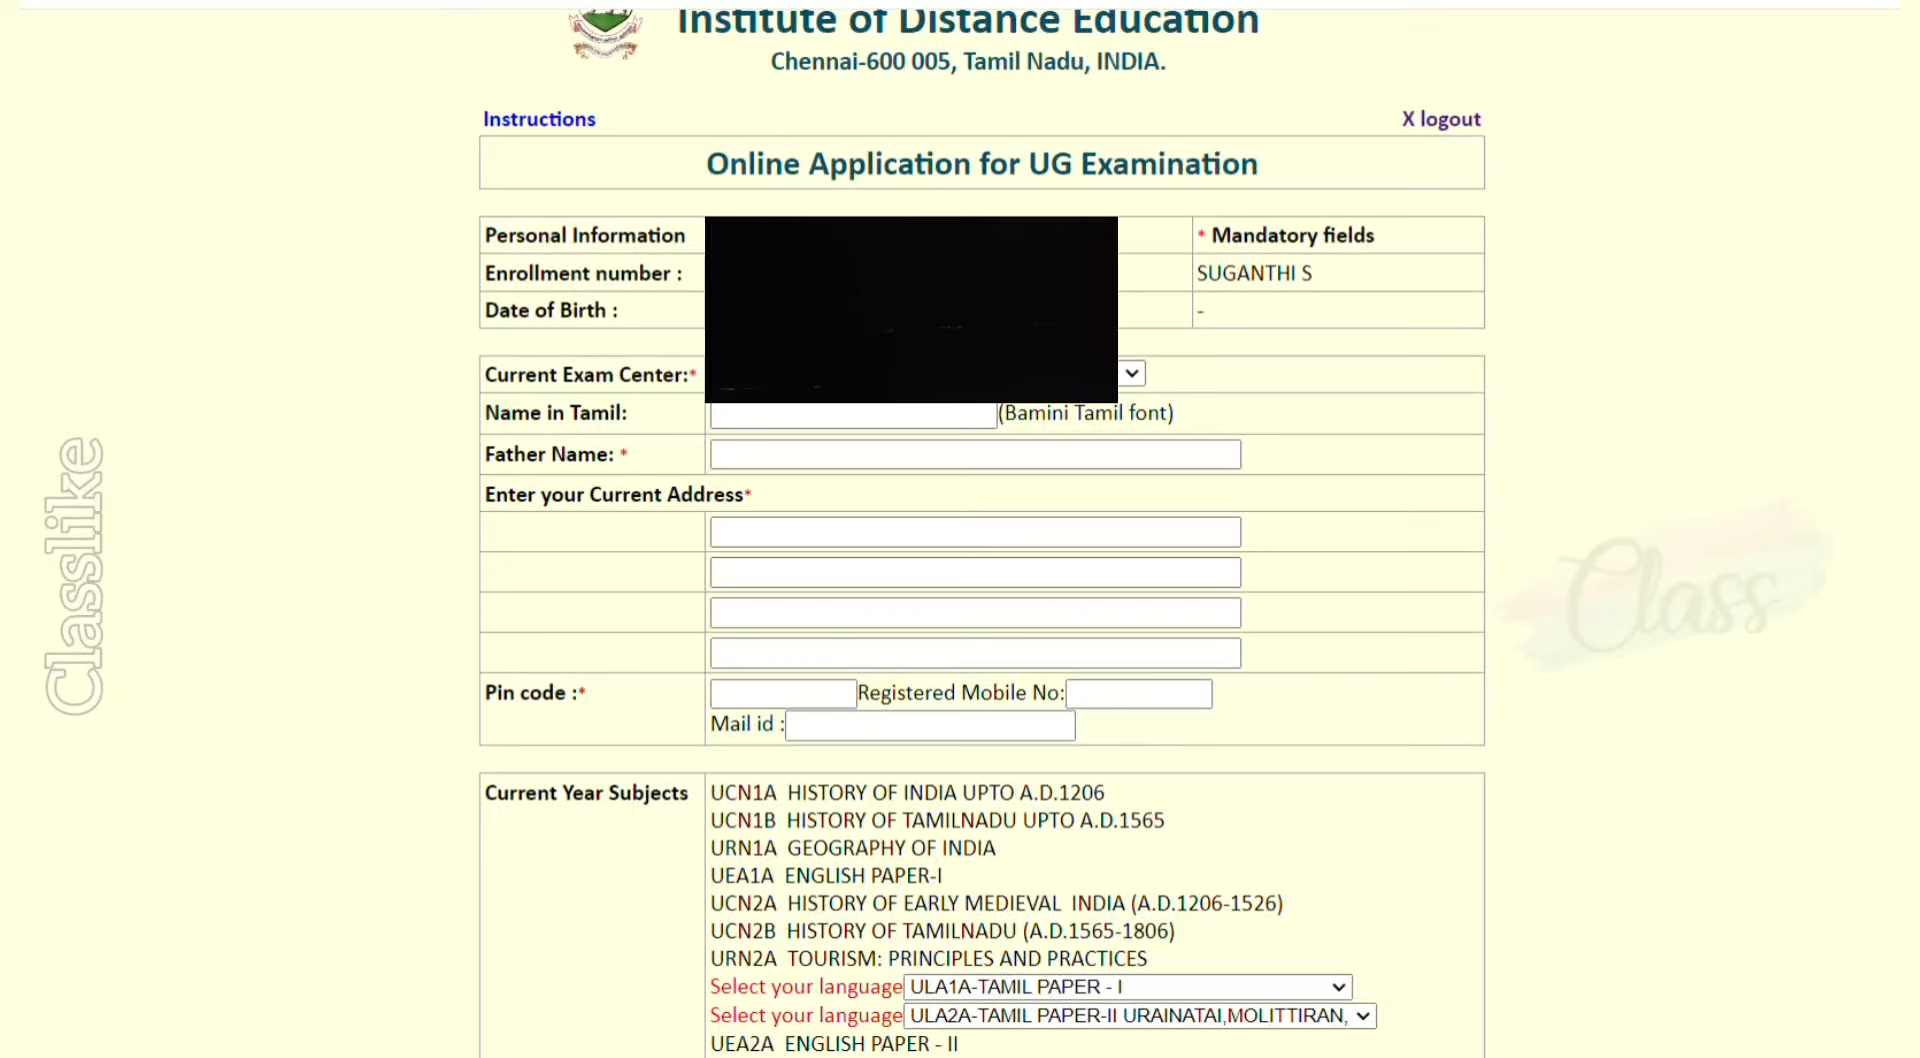 Institute of Distance Education
Chennai-600 005, Tamil Nadu, INDIA.
Instructions
X logout
Online Application for UG Examination
Personal Information
* Mandatory fields
Enrollment number :
SUGANTHI S
Date of Birth :
-
Current Exam Center:*
Name in Tamil:
(Bamini Tamil font)
Father Name: *
Enter your Current Address*
Pin code :*
Registered Mobile No:
Mail id :
Current Year Subjects
UCN1A HISTORY OF INDIA UPTO A.D.1206
UCN1B HISTORY OF TAMILNADU UPTO A.D.1565
URN1A GEOGRAPHY OF INDIA
UEA1A ENGLISH PAPER-I
UCN2A HISTORY OF EARLY MEDIEVAL INDIA (A.D.1206-1526)
UCN2B HISTORY OF TAMILNADU (A.D.1565-1806)
URN2A TOURISM: PRINCIPLES AND PRACTICES
Select your language ULA1A-TAMIL PAPER - I
Select your language ULA2A-TAMIL PAPER-II URAINATAI,MOLITTIRAN,
UEA2A ENGLISH PAPER - II
Classlike
Class